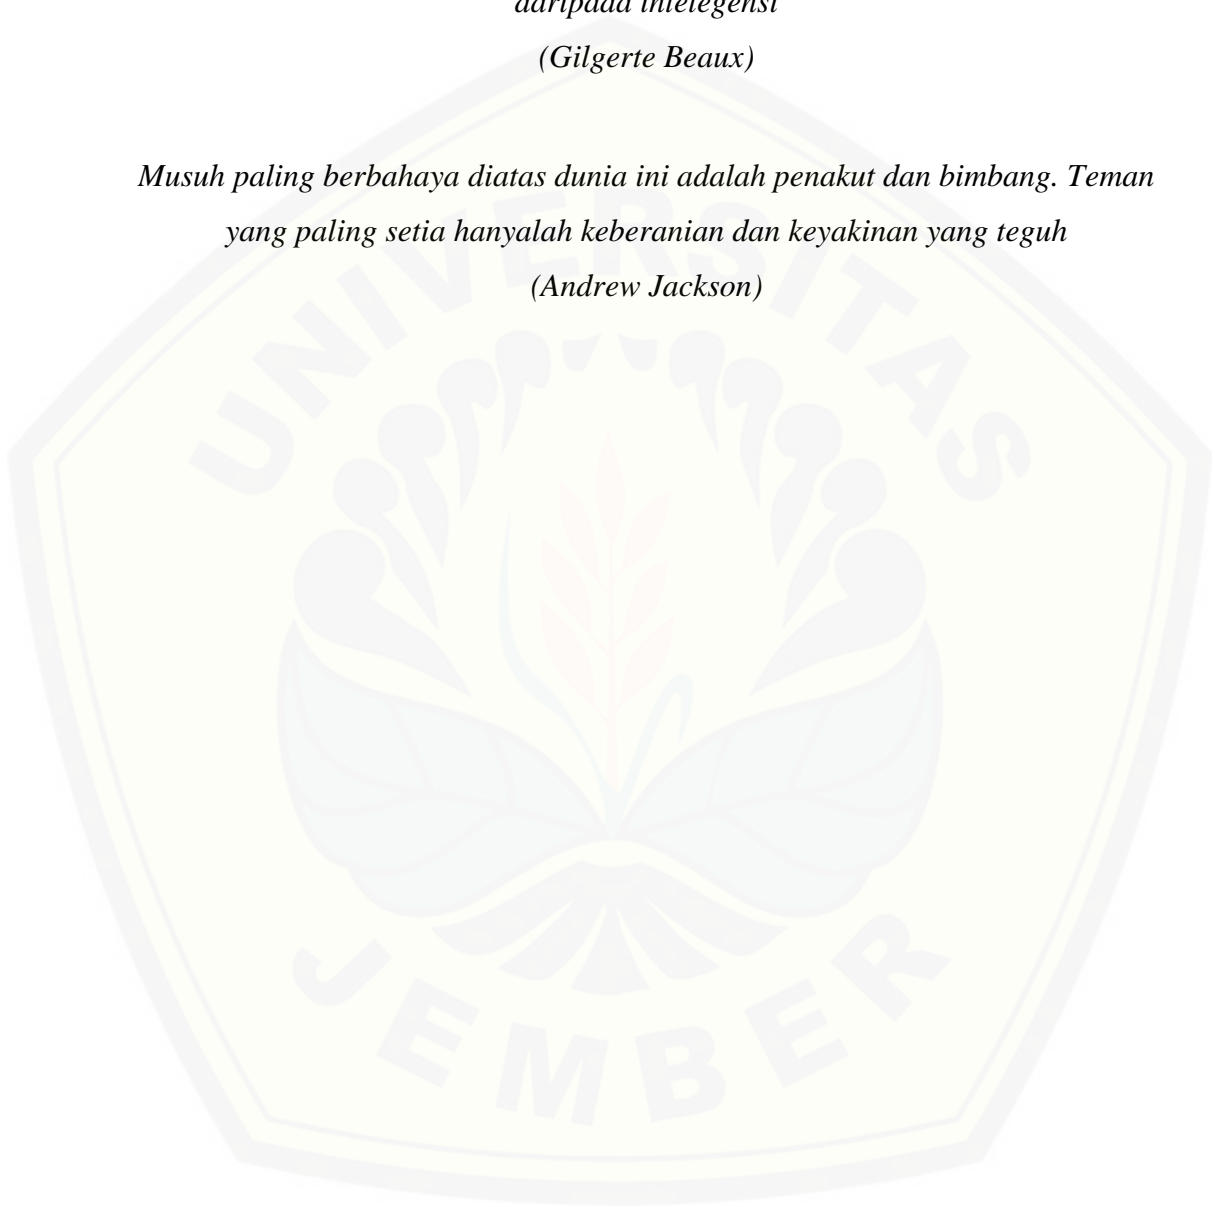 daripada intelegensi
(Gilgerte Beaux)
Musuh paling berbahaya diatas dunia ini adalah penakut dan bimbang. Teman
yang paling setia hanyalah keberanian dan keyakinan yang teguh
(Andrew Jackson)
UNIVERSITAS
JEMBER